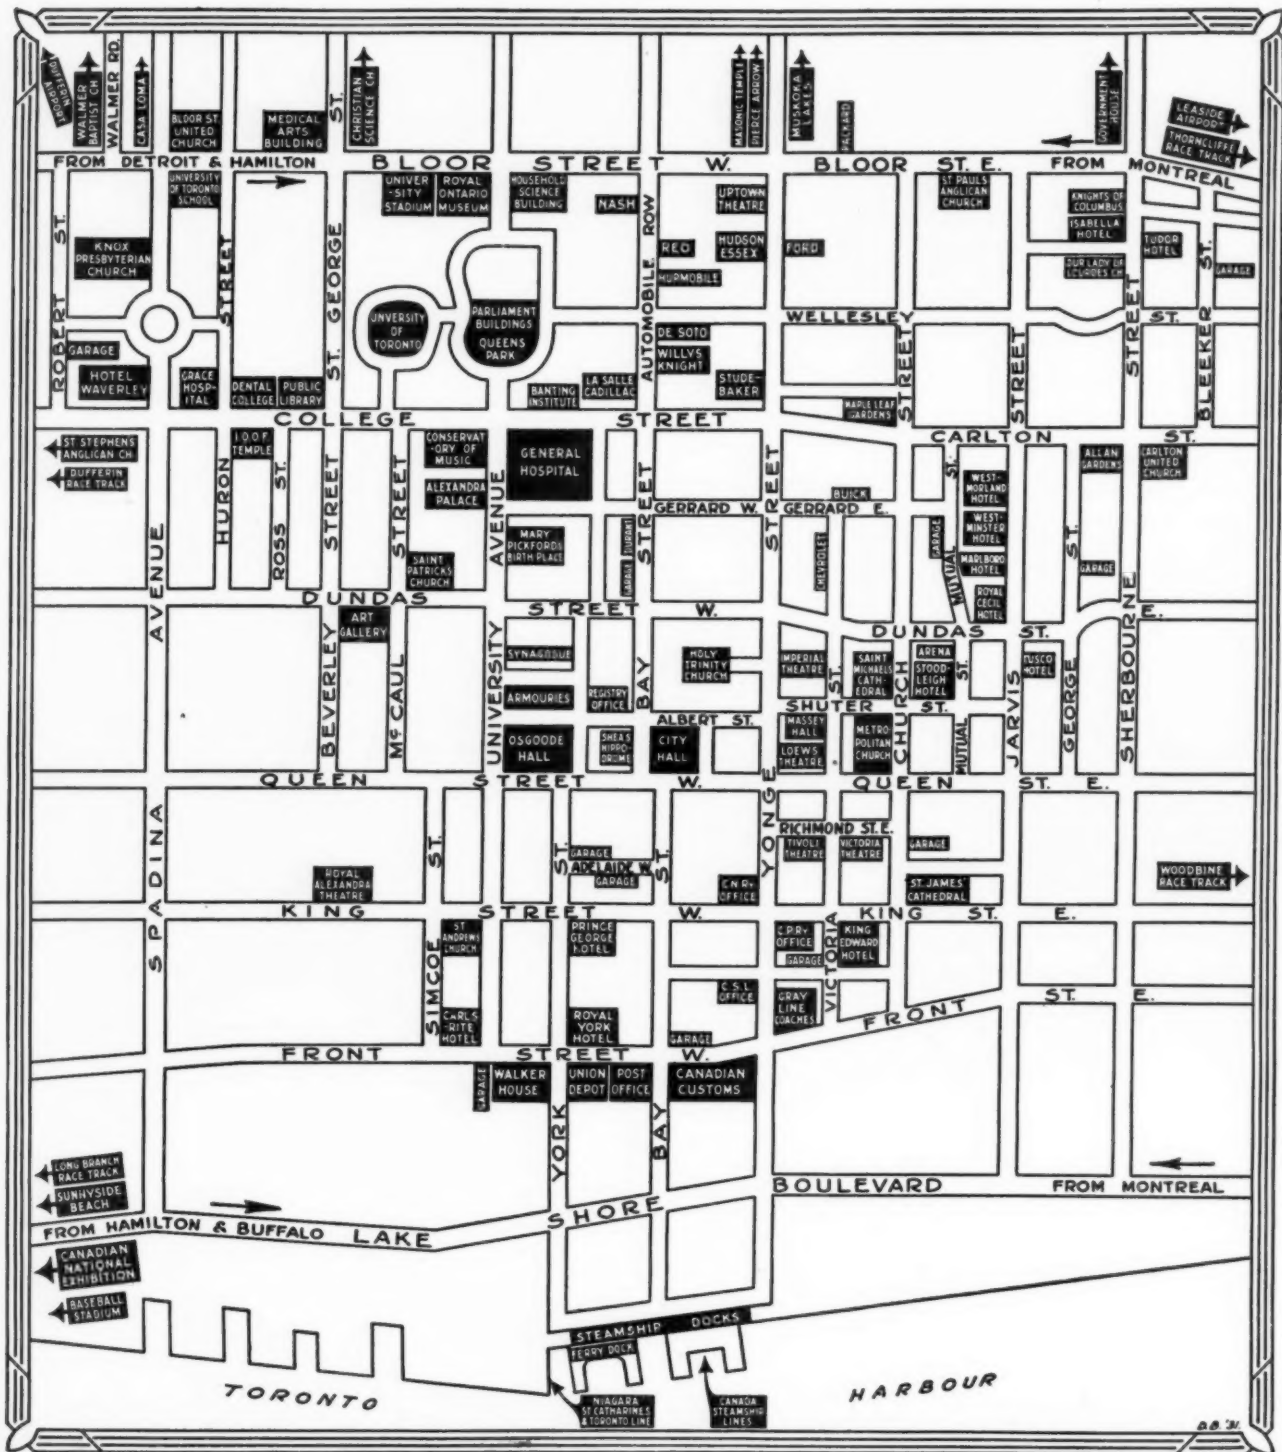 DUFFERIN
AIRPORT
WALMER
BAPTIST CH
WALMER RD.
CASA LOMA
BLOOR ST.
UNITED
CHURCH
MEDICAL
ARTS
BUILDING
ST.
CHRISTIAN
SCIENCE CH
MASONIC TEMPLE
PIERCE ARROW
MUSKOKA
LAKES
PACKARD
GOVERNMENT
HOUSE
LEASIDE
AIRPORT
THORNCLIFFE
RACE TRACK
FROM DETROIT & HAMILTON
BLOOR STREET W.
BLOOR ST. E.
FROM MONTREAL
UNIVERSITY
OF TORONTO
SCHOOL
UNIVER
-SITY
STADIUM
ROYAL
ONTARIO
MUSEUM
HOUSEHOLD
SCIENCE
BUILDING
NASH
UPTOWN
THEATRE
ST PAULS
ANGLICAN
CHURCH
KNIGHTS OF
COLUMBUS
ISABELLA
HOTEL
ROBERT ST.
KNOX
PRESBYTERIAN
CHURCH
STREET
ST. GEORGE
REO
AUTOMOBILE ROW
HUDSON
ESSEX
FORD
HUPMOBILE
OUR LADY OF
LOURDES CH
TUDOR
HOTEL
GARAGE
UNIVERSITY
OF
TORONTO
PARLIAMENT
BUILDINGS
QUEENS
PARK
WELLESLEY ST.
STREET
STREET
STREET
BLEEKER ST.
GARAGE
HOTEL
WAVERLEY
GRACE
HOSP-
ITAL
DENTAL
COLLEGE
PUBLIC
LIBRARY
BANTING
INSTITUTE
LA SALLE
CADILLAC
DE SOTO
WILLYS
KNIGHT
STUDE-
BAKER
MAPLE LEAF
GARDENS
COLLEGE STREET
CARLTON ST.
ST STEPHENS
ANGLICAN CH.
DUFFERIN
RACE TRACK
HURON
I.O.O.F.
TEMPLE
ROSS ST.
STREET
STREET
CONSERVAT
-ORY OF
MUSIC
ALEXANDRA
PALACE
AVENUE
GENERAL
HOSPITAL
STREET
STREET
ST.
WEST-
MORLAND
HOTEL
ALLAN
GARDENS
CARLTON
UNITED
CHURCH
BUICK
GERRARD W.
GERRARD E.
WEST-
MINSTER
HOTEL
MARY
PICKFORDS
BIRTH PLACE
GARAGE
CHEVROLET
GARAGE
MUTUAL
MARLBORO
HOTEL
ROYAL
CECIL
HOTEL
ST.
GARAGE
SAINT
PATRICKS
CHURCH
AVENUE
DUNDAS STREET W.
DUNDAS ST. E.
BEVERLEY
ART
GALLERY
McCAUL
UNIVERSITY
SYNAGOGUE
ARMOURIES
REGISTRY
OFFICE
BAY
HOLY
TRINITY
CHURCH
IMPERIAL
THEATRE
ST.
SAINT
MICHAELS
CATH-
EDRAL
CHURCH
ARENA
STOOD-
LEIGH
HOTEL
ST.
TUSCO
HOTEL
JARVIS
GEORGE
SHERBOURNE
SHUTER ST.
ALBERT ST.
OSGOODE
HALL
SHEAS
HIPPO-
DROME
CITY
HALL
MASSEY
HALL
LOEWS
THEATRE
METRO-
POLITAN
CHURCH
MUTUAL
QUEEN STREET W.
QUEEN ST. E.
SPADINA
ROYAL
ALEXANDRA
THEATRE
ST.
ST.
GARAGE
ADELAIDE W.
GARAGE
ST.
YONGE
RICHMOND ST. E.
TIVOLI
THEATRE
VICTORIA
THEATRE
GARAGE
C.N.RY
OFFICE
ST. JAMES'
CATHEDRAL
WOODBINE
RACE TRACK
KING STREET W.
KING ST. E.
SIMCOE
ST
ANDREWS
CHURCH
PRINCE
GEORGE
HOTEL
C.P.RY
OFFICE
GARAGE
VICTORIA
KING
EDWARD
HOTEL
CARLS-
RITE
HOTEL
ROYAL
YORK
HOTEL
C.S.L.
OFFICE
GARAGE
GRAY
LINE
COACHES
FRONT ST. E.
FRONT STREET W.
GARAGE
WALKER
HOUSE
UNION
DEPOT
POST
OFFICE
CANADIAN
CUSTOMS
YORK
BAY
LONG BRANCH
RACE TRACK
SUNNYSIDE
BEACH
FROM HAMILTON & BUFFALO
LAKE SHORE BOULEVARD
FROM MONTREAL
CANADIAN
NATIONAL
EXHIBITION
BASEBALL
STADIUM
STEAMSHIP DOCKS
FERRY DOCK
TORONTO HARBOUR
NIAGARA
ST CATHARINES
& TORONTO LINE
CANADA
STEAMSHIP
LINES